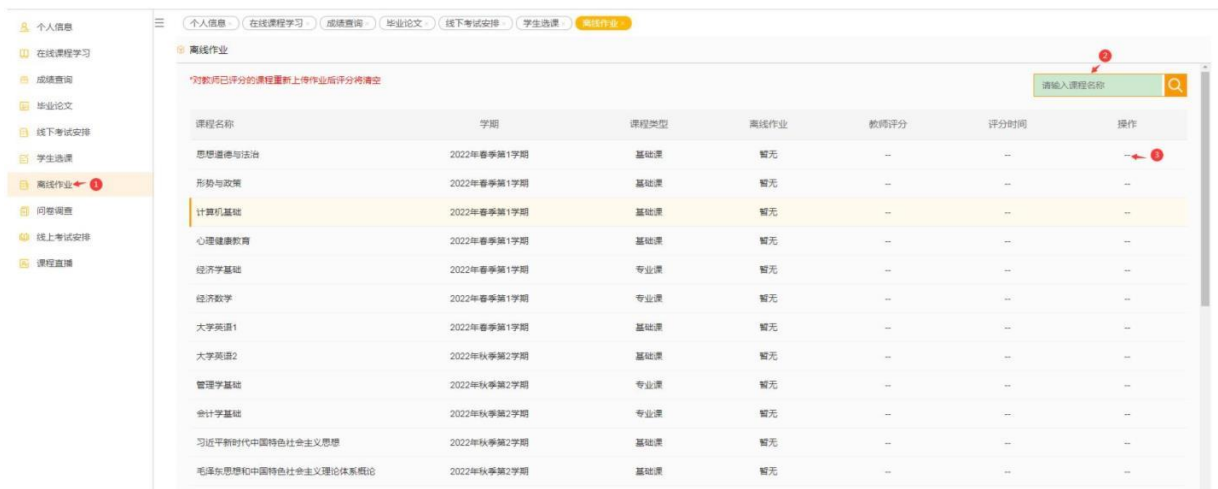 个人信息
在线课程学习
成绩查询
毕业论文
线下考试安排
学生选课
离线作业 1
问卷调查
线上考试安排
课程直播
个人信息 在线课程学习 成绩查询 毕业论文 线下考试安排 学生选课 离线作业
离线作业
2
*对教师已评分的课程重新上传作业后评分将清空 请输入课程名称
课程名称 学期 课程类型 离线作业 教师评分 评分时间 操作
思想道德与法治 2022年春季第1学期 基础课 暂无 -- -- -- 3
形势与政策 2022年春季第1学期 基础课 暂无 -- -- --
计算机基础 2022年春季第1学期 基础课 暂无 -- -- --
心理健康教育 2022年春季第1学期 基础课 暂无 -- -- --
经济学基础 2022年春季第1学期 专业课 暂无 -- -- --
经济数学 2022年春季第1学期 专业课 暂无 -- -- --
大学英语1 2022年春季第1学期 基础课 暂无 -- -- --
大学英语2 2022年秋季第2学期 基础课 暂无 -- -- --
管理学基础 2022年秋季第2学期 专业课 暂无 -- -- --
会计学基础 2022年秋季第2学期 专业课 暂无 -- -- --
习近平新时代中国特色社会主义思想 2022年秋季第2学期 基础课 暂无 -- -- --
毛泽东思想和中国特色社会主义理论体系概论 2022年秋季第2学期 基础课 暂无 -- -- --